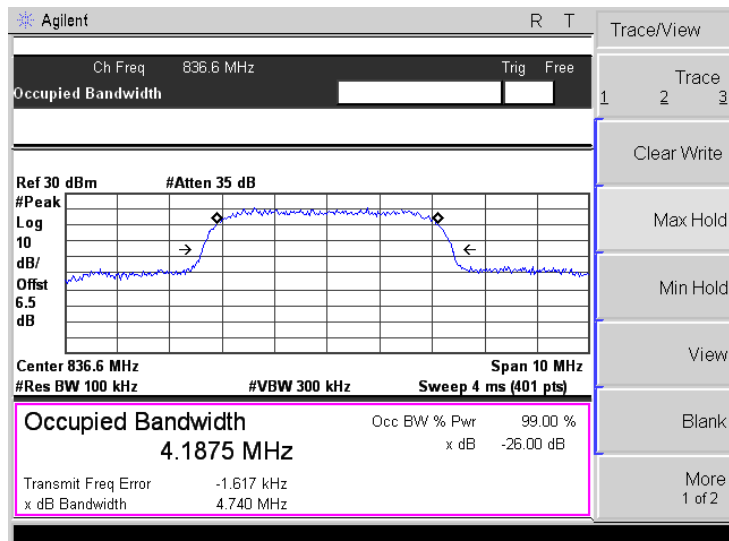 Agilent R T
Trace/View
Ch Freq 836.6 MHz Trig Free
Occupied Bandwidth
Trace
1 2 3
Clear Write
Max Hold
Min Hold
View
Blank
More
1 of 2
Ref 30 dBm #Atten 35 dB
#Peak
Log
10
dB/
Offst
6.5
dB
Center 836.6 MHz Span 10 MHz
#Res BW 100 kHz #VBW 300 kHz Sweep 4 ms (401 pts)
Occupied Bandwidth Occ BW % Pwr 99.00 %
4.1875 MHz x dB -26.00 dB
Transmit Freq Error -1.617 kHz
x dB Bandwidth 4.740 MHz